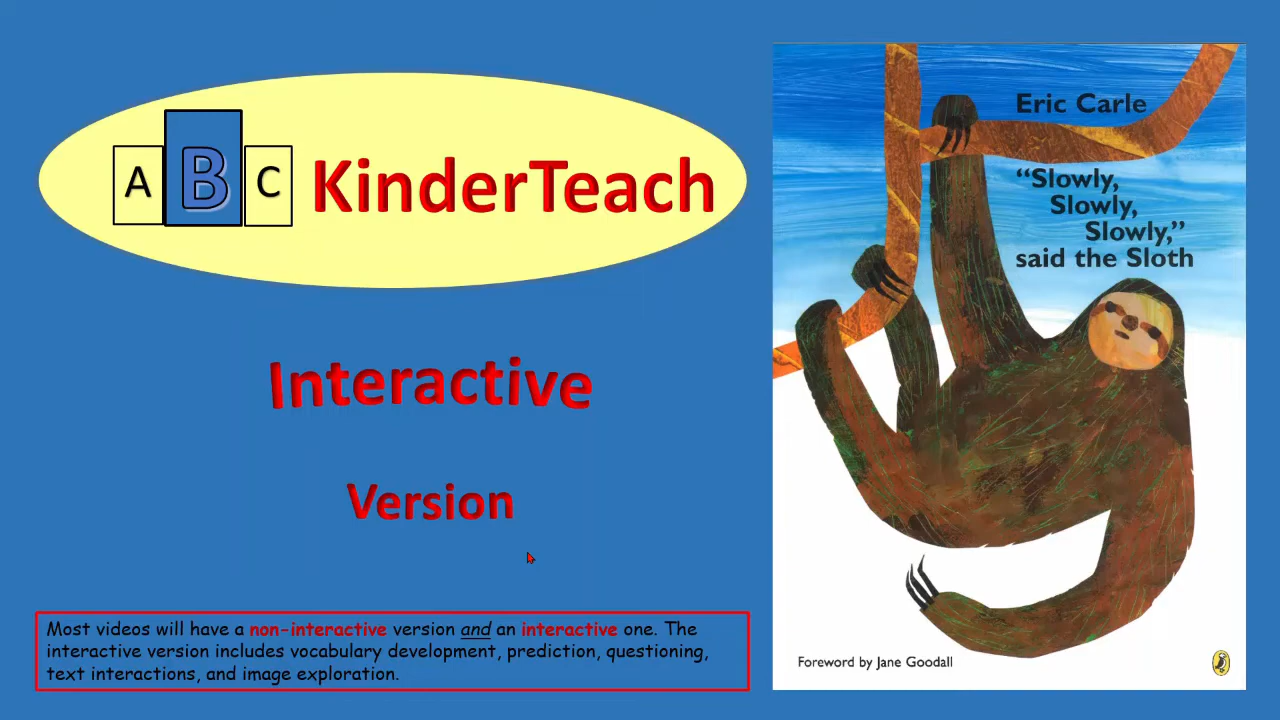 A B C KinderTeach
Interactive
Version
Most videos will have a non-interactive version and an interactive one. The
interactive version includes vocabulary development, prediction, questioning,
text interactions, and image exploration.
Eric Carle
“Slowly,
Slowly,
Slowly,”
said the Sloth
Foreword by Jane Goodall